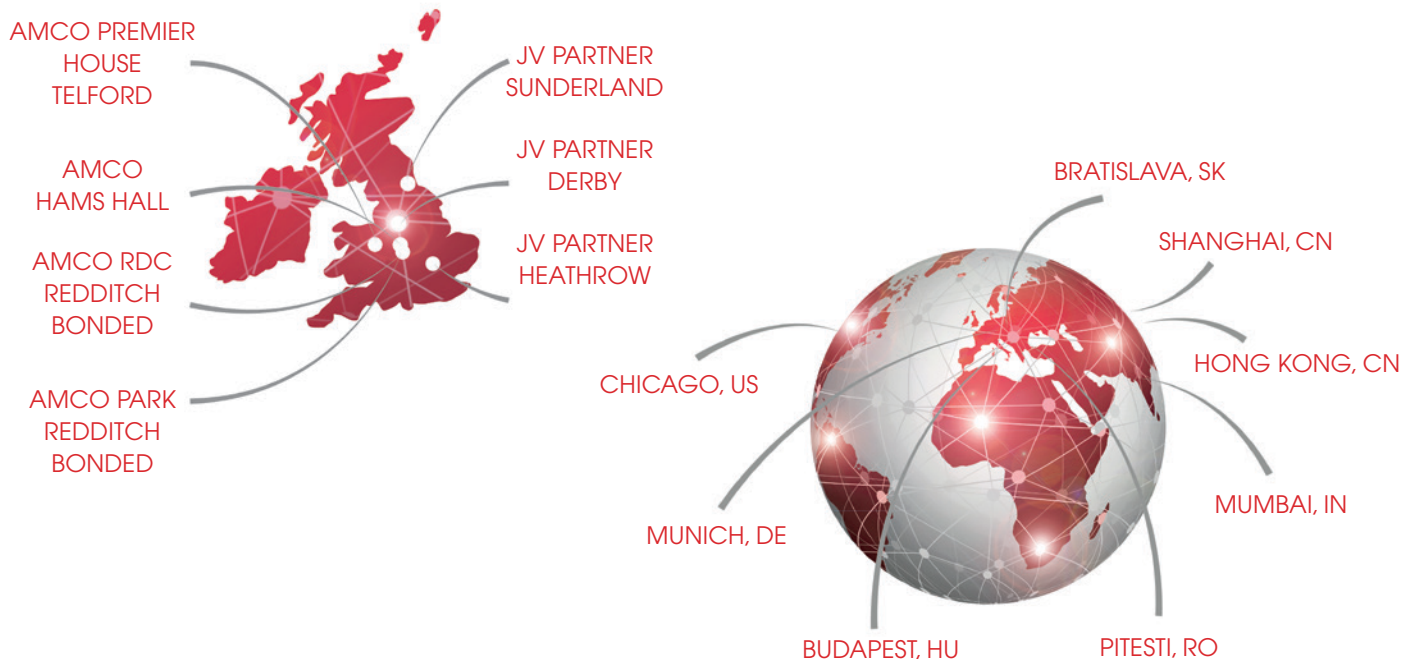 AMCO PREMIER
HOUSE
TELFORD
AMCO
HAMS HALL
AMCO RDC
REDDITCH
BONDED
AMCO PARK
REDDITCH
BONDED
JV PARTNER
SUNDERLAND
JV PARTNER
DERBY
JV PARTNER
HEATHROW
BRATISLAVA, SK
SHANGHAI, CN
HONG KONG, CN
CHICAGO, US
MUMBAI, IN
MUNICH, DE
BUDAPEST, HU
PITESTI, RO